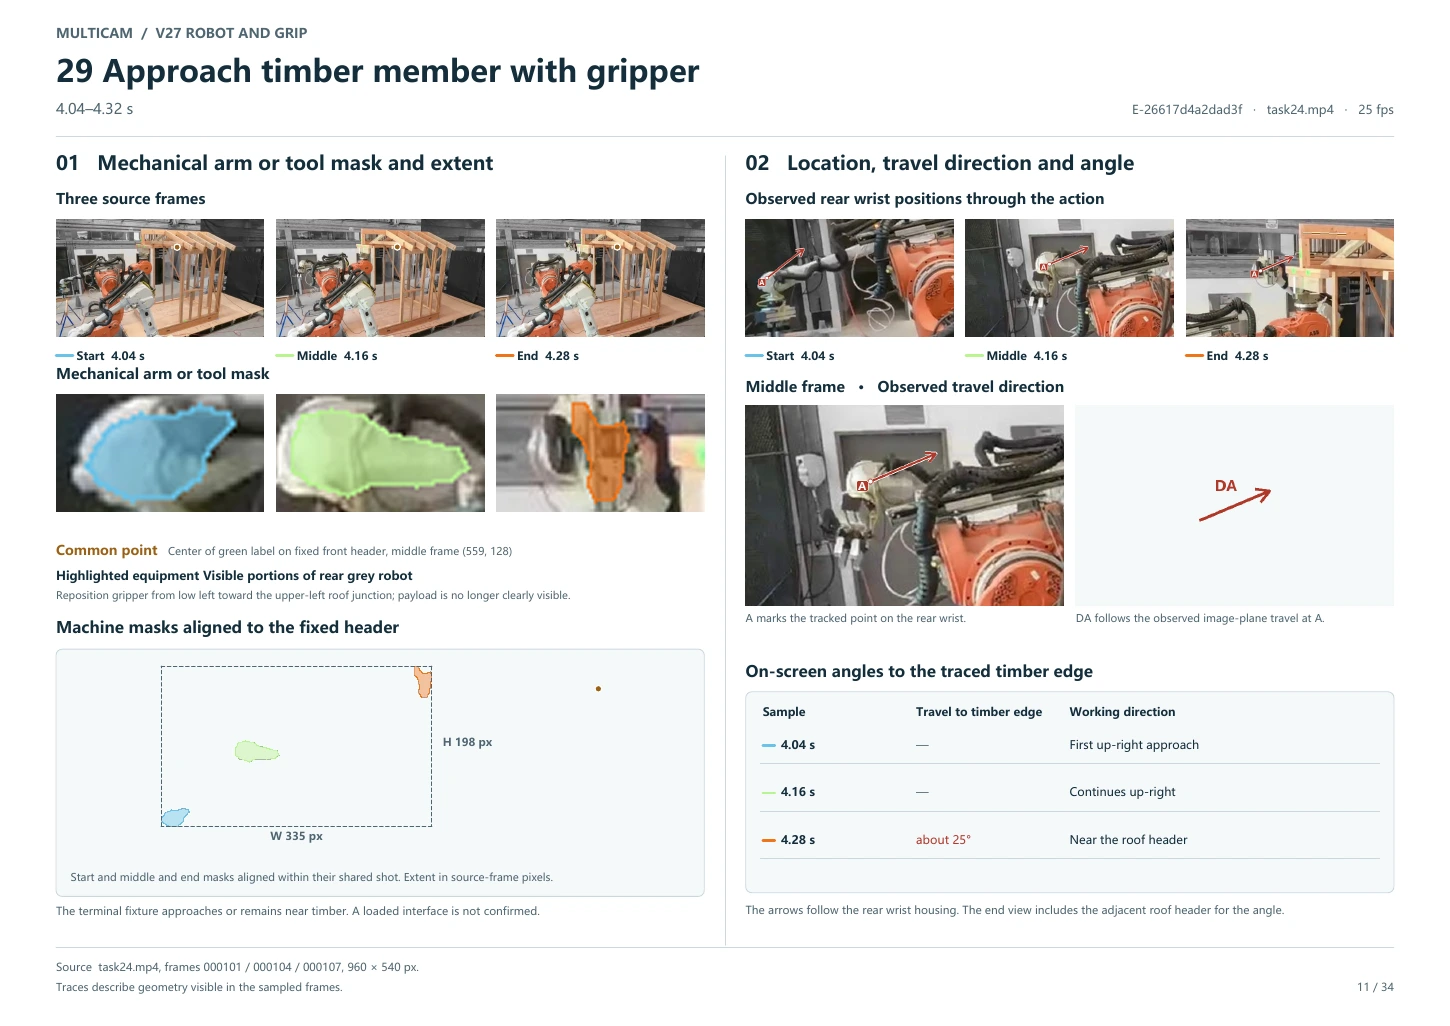 MULTICAM / V27 ROBOT AND GRIP
29 Approach timber member with gripper
4.04–4.32 s
E-26617d4a2dad3f · task24.mp4 · 25 fps
01 Mechanical arm or tool mask and extent
Three source frames
Start 4.04 s
Middle 4.16 s
End 4.28 s
Mechanical arm or tool mask
Common point Center of green label on fixed front header, middle frame (559, 128)
Highlighted equipment Visible portions of rear grey robot
Reposition gripper from low left toward the upper-left roof junction; payload is no longer clearly visible.
Machine masks aligned to the fixed header
H 198 px
W 335 px
Start and middle and end masks aligned within their shared shot. Extent in source-frame pixels.
The terminal fixture approaches or remains near timber. A loaded interface is not confirmed.
02 Location, travel direction and angle
Observed rear wrist positions through the action
A
A
A
Start 4.04 s
Middle 4.16 s
End 4.28 s
Middle frame • Observed travel direction
A
DA
A marks the tracked point on the rear wrist.
DA follows the observed image-plane travel at A.
On-screen angles to the traced timber edge
Sample Travel to timber edge Working direction
4.04 s — First up-right approach
4.16 s — Continues up-right
4.28 s about 25° Near the roof header
The arrows follow the rear wrist housing. The end view includes the adjacent roof header for the angle.
Source task24.mp4, frames 000101 / 000104 / 000107, 960 × 540 px.
Traces describe geometry visible in the sampled frames.
11 / 34